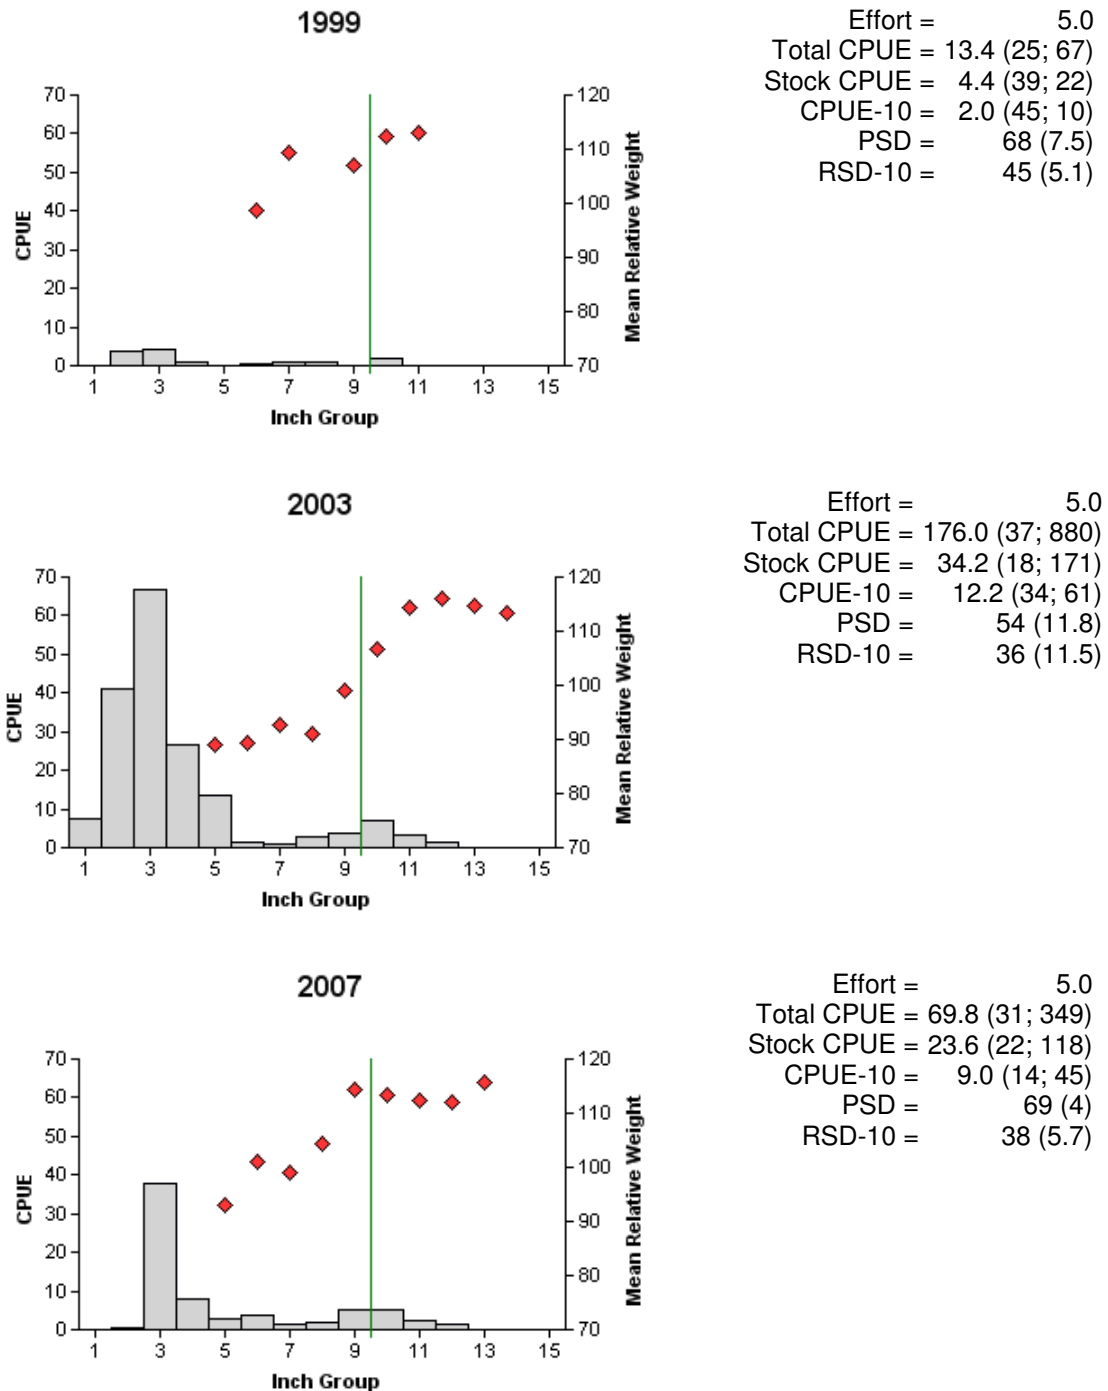 1999
Effort = 5.0
Total CPUE = 13.4 (25; 67)
Stock CPUE = 4.4 (39; 22)
CPUE-10 = 2.0 (45; 10)
PSD = 68 (7.5)
RSD-10 = 45 (5.1)
70
60
50
40
30
20
10
0
CPUE
120
110
100
90
80
70
Mean Relative Weight
1 3 5 7 9 11 13 15
Inch Group
2003
Effort = 5.0
Total CPUE = 176.0 (37; 880)
Stock CPUE = 34.2 (18; 171)
CPUE-10 = 12.2 (34; 61)
PSD = 54 (11.8)
RSD-10 = 36 (11.5)
70
60
50
40
30
20
10
0
CPUE
120
110
100
90
80
70
Mean Relative Weight
1 3 5 7 9 11 13 15
Inch Group
2007
Effort = 5.0
Total CPUE = 69.8 (31; 349)
Stock CPUE = 23.6 (22; 118)
CPUE-10 = 9.0 (14; 45)
PSD = 69 (4)
RSD-10 = 38 (5.7)
70
60
50
40
30
20
10
0
CPUE
120
110
100
90
80
70
Mean Relative Weight
1 3 5 7 9 11 13 15
Inch Group